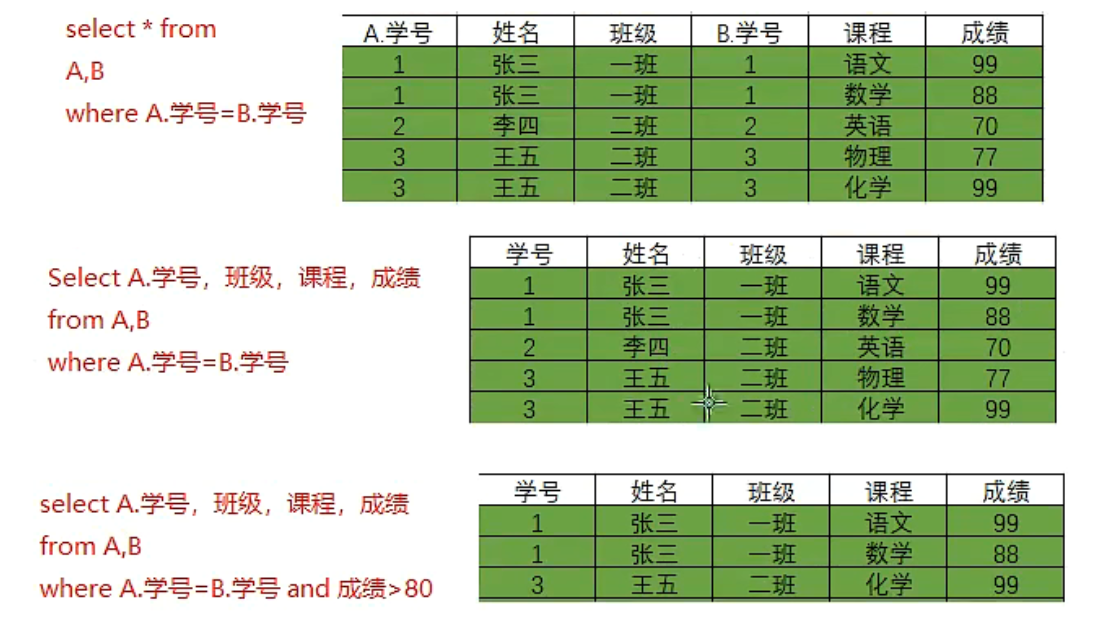 select * from
A,B
where A.学号=B.学号
A.学号 姓名 班级 B.学号 课程 成绩
1 张三 一班 1 语文 99
1 张三 一班 1 数学 88
2 李四 二班 2 英语 70
3 王五 二班 3 物理 77
3 王五 二班 3 化学 99
Select A.学号，班级，课程，成绩
from A,B
where A.学号=B.学号
学号 姓名 班级 课程 成绩
1 张三 一班 语文 99
1 张三 一班 数学 88
2 李四 二班 英语 70
3 王五 二班 物理 77
3 王五 二班 化学 99
select A.学号，班级，课程，成绩
from A,B
where A.学号=B.学号 and 成绩>80
学号 姓名 班级 课程 成绩
1 张三 一班 语文 99
1 张三 一班 数学 88
3 王五 二班 化学 99